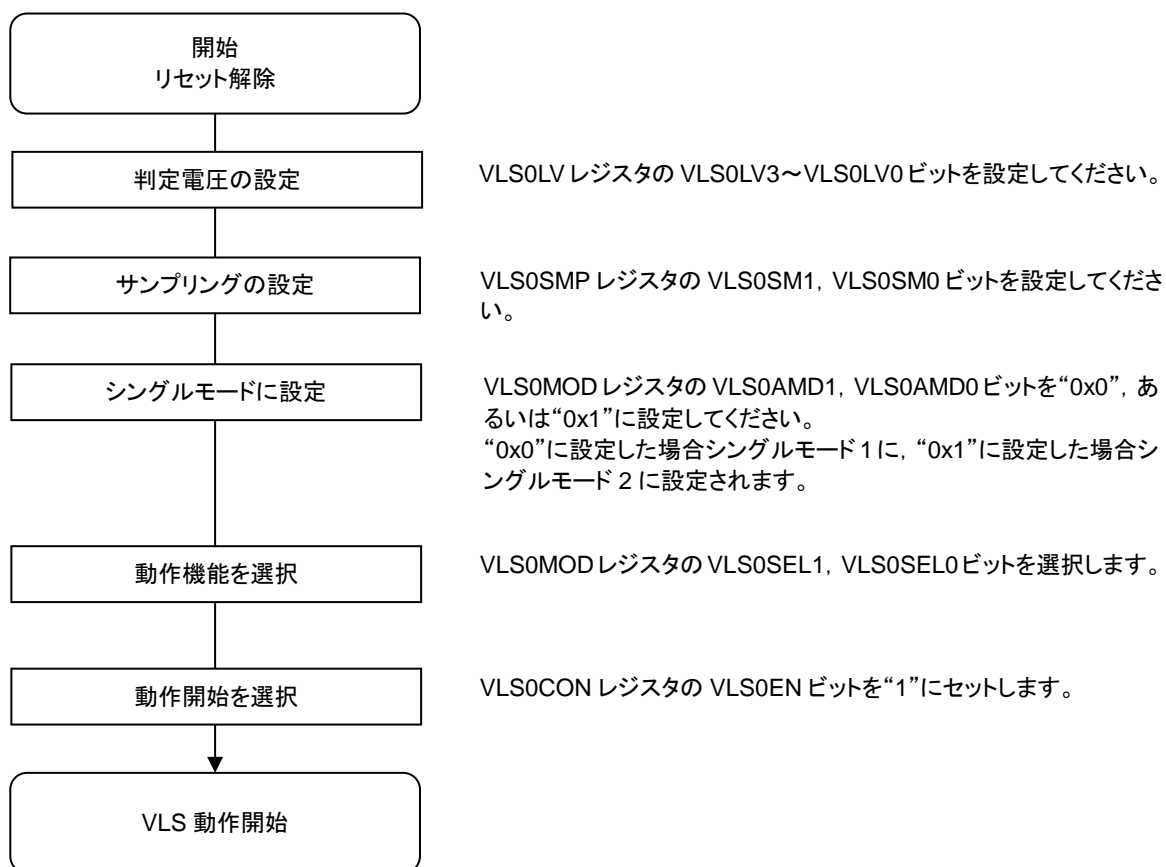 開始
リセット解除
判定電圧の設定
VLS0LV レジスタの VLS0LV3～VLS0LV0 ビットを設定してください。
サンプリングの設定
VLS0SMP レジスタの VLS0SM1, VLS0SM0 ビットを設定してくださ
い。
シングルモードに設定
VLS0MOD レジスタの VLS0AMD1, VLS0AMD0 ビットを“0x0”, あ
るいは“0x1”に設定してください。
“0x0”に設定した場合シングルモード 1 に, “0x1”に設定した場合シ
ングルモード 2 に設定されます。
動作機能を選択
VLS0MOD レジスタの VLS0SEL1, VLS0SEL0 ビットを選択します。
動作開始を選択
VLS0CON レジスタの VLS0EN ビットを“1”にセットします。
VLS 動作開始